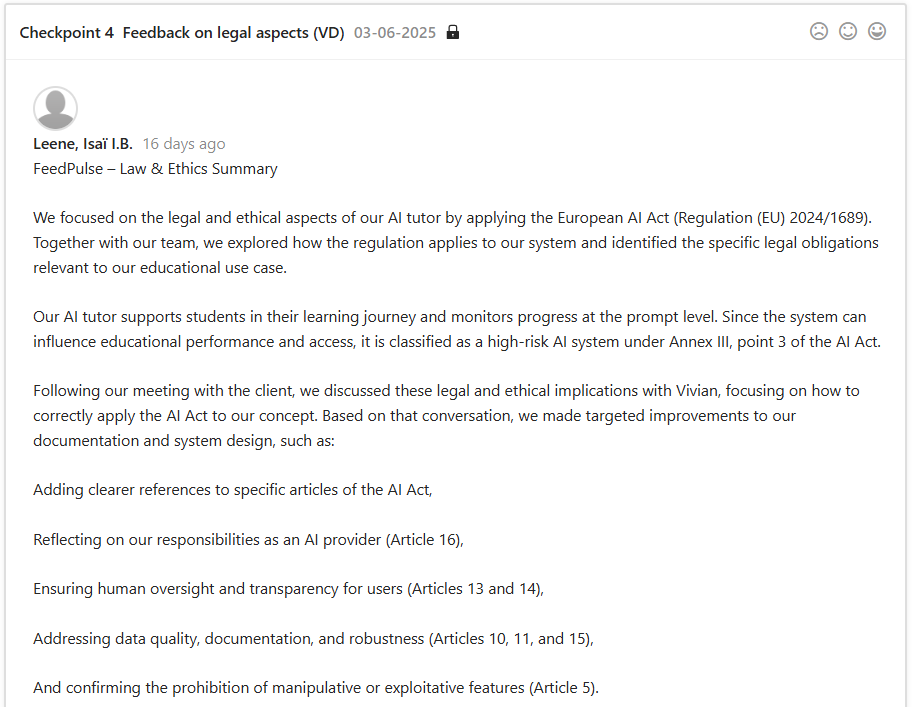 Checkpoint 4 Feedback on legal aspects (VD) 03-06-2025
Leene, Isaï I.B. 16 days ago
FeedPulse – Law & Ethics Summary
We focused on the legal and ethical aspects of our AI tutor by applying the European AI Act (Regulation (EU) 2024/1689).
Together with our team, we explored how the regulation applies to our system and identified the specific legal obligations
relevant to our educational use case.
Our AI tutor supports students in their learning journey and monitors progress at the prompt level. Since the system can
influence educational performance and access, it is classified as a high-risk AI system under Annex III, point 3 of the AI Act.
Following our meeting with the client, we discussed these legal and ethical implications with Vivian, focusing on how to
correctly apply the AI Act to our concept. Based on that conversation, we made targeted improvements to our
documentation and system design, such as:
Adding clearer references to specific articles of the AI Act,
Reflecting on our responsibilities as an AI provider (Article 16),
Ensuring human oversight and transparency for users (Articles 13 and 14),
Addressing data quality, documentation, and robustness (Articles 10, 11, and 15),
And confirming the prohibition of manipulative or exploitative features (Article 5).